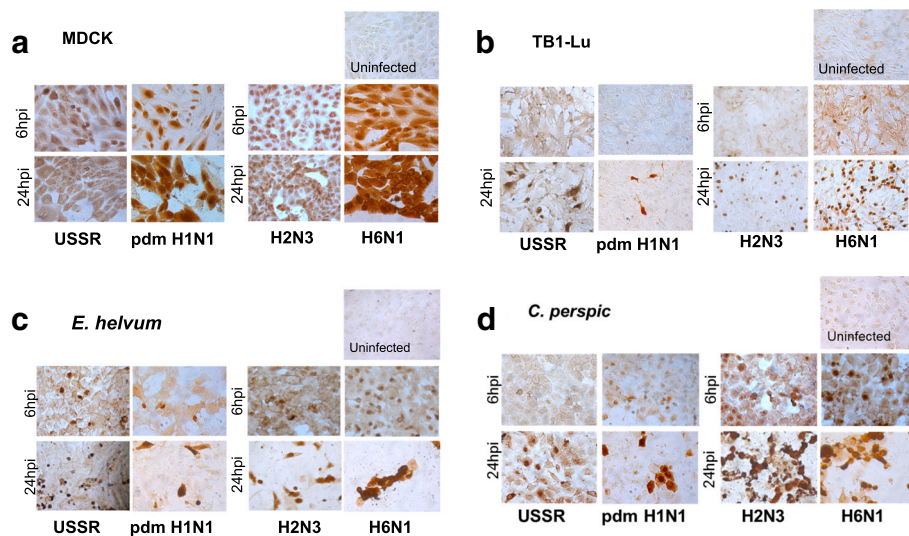 a MDCK
Uninfected
6hpi 6hpi
24hpi 24hpi
USSR pdm H1N1 H2N3 H6N1
b TB1-Lu
Uninfected
6hpi 6hpi
24hpi 24hpi
USSR pdm H1N1 H2N3 H6N1
c E. helvum
Uninfected
6hpi 6hpi
24hpi 24hpi
USSR pdm H1N1 H2N3 H6N1
d C. perspic
Uninfected
6hpi 6hpi
24hpi 24hpi
USSR pdm H1N1 H2N3 H6N1